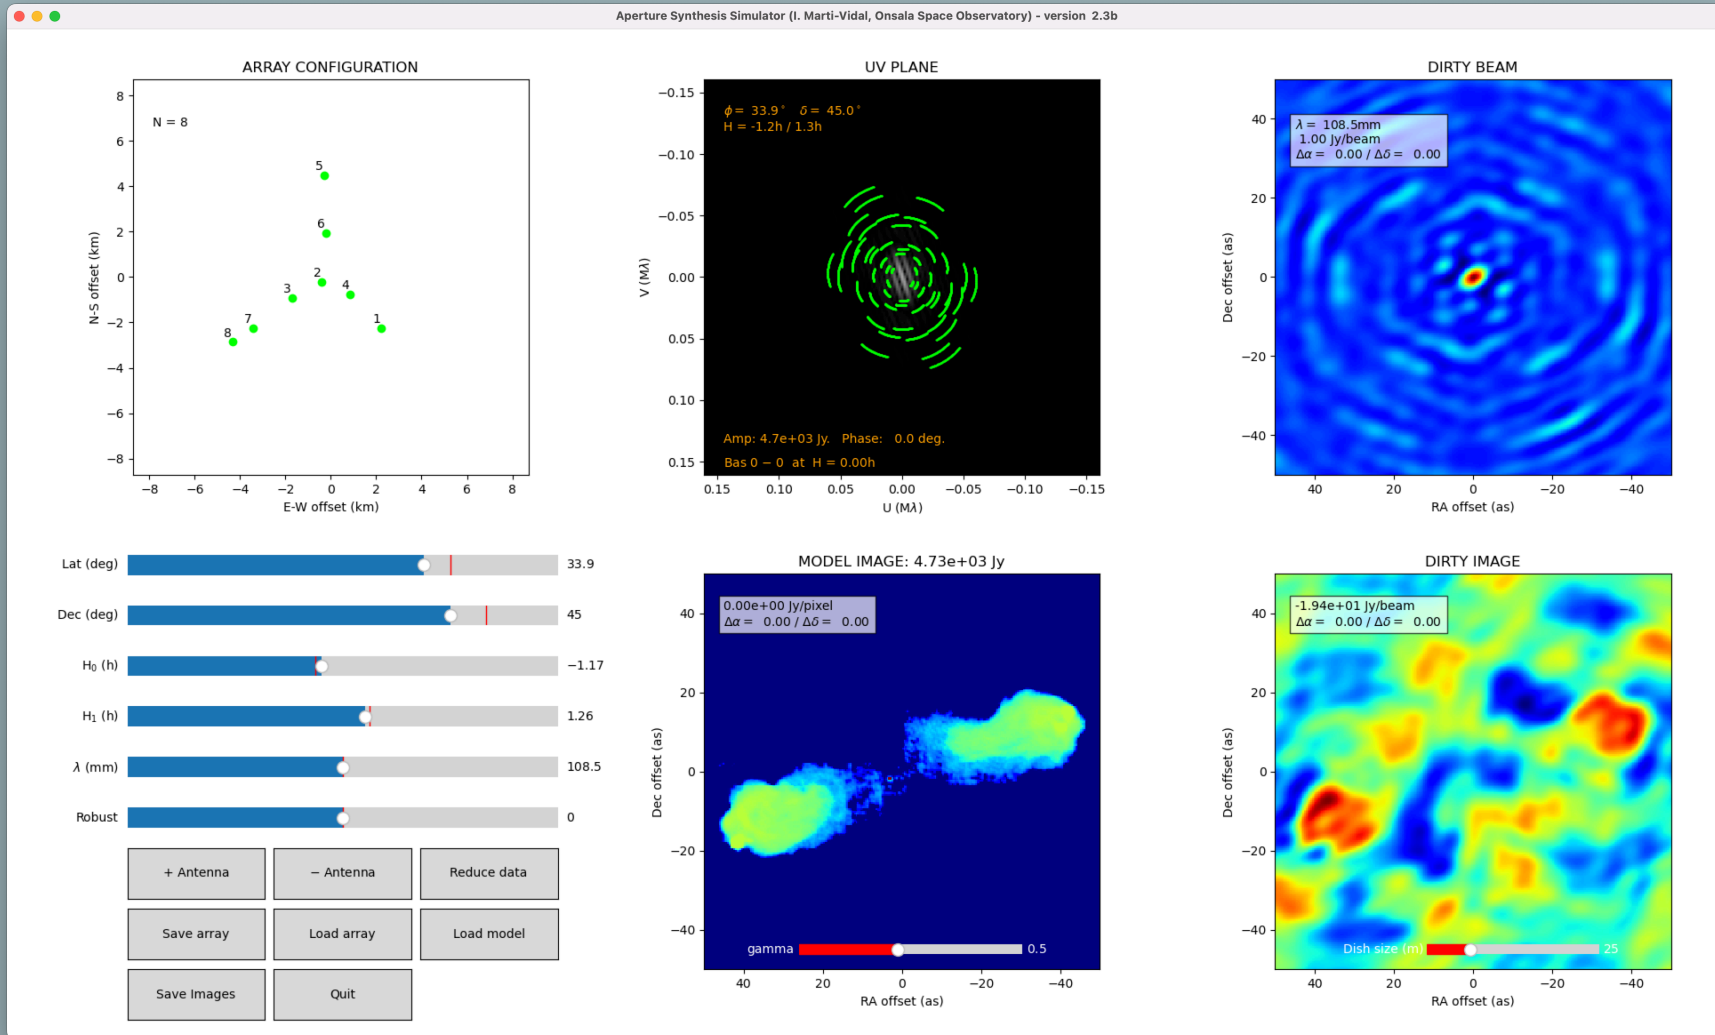 Aperture Synthesis Simulator (I. Marti-Vidal, Onsala Space Observatory) - version 2.3b
ARRAY CONFIGURATION
N = 8
5
6
2
3
4
7
1
8
8
6
4
2
0
−2
−4
−6
−8
N-S offset (km)
−8 −6 −4 −2 0 2 4 6 8
E-W offset (km)
UV PLANE
ϕ = 33.9° δ = 45.0°
H = -1.2h / 1.3h
Amp: 4.7e+03 Jy. Phase: 0.0 deg.
Bas 0 − 0 at H = 0.00h
−0.15
−0.10
−0.05
0.00
0.05
0.10
0.15
V (Mλ)
0.15 0.10 0.05 0.00 −0.05 −0.10 −0.15
U (Mλ)
DIRTY BEAM
λ = 108.5mm
1.00 Jy/beam
Δα = 0.00 / Δδ = 0.00
40
20
0
−20
−40
Dec offset (as)
40 20 0 −20 −40
RA offset (as)
Lat (deg) 33.9
Dec (deg) 45
H₀ (h) −1.17
H₁ (h) 1.26
λ (mm) 108.5
Robust 0
+ Antenna − Antenna Reduce data
Save array Load array Load model
Save Images Quit
MODEL IMAGE: 4.73e+03 Jy
0.00e+00 Jy/pixel
Δα = 0.00 / Δδ = 0.00
40
20
0
−20
−40
Dec offset (as)
gamma 0.5
40 20 0 −20 −40
RA offset (as)
DIRTY IMAGE
-1.94e+01 Jy/beam
Δα = 0.00 / Δδ = 0.00
40
20
0
−20
−40
Dec offset (as)
Dish size (m) 25
40 20 0 −20 −40
RA offset (as)